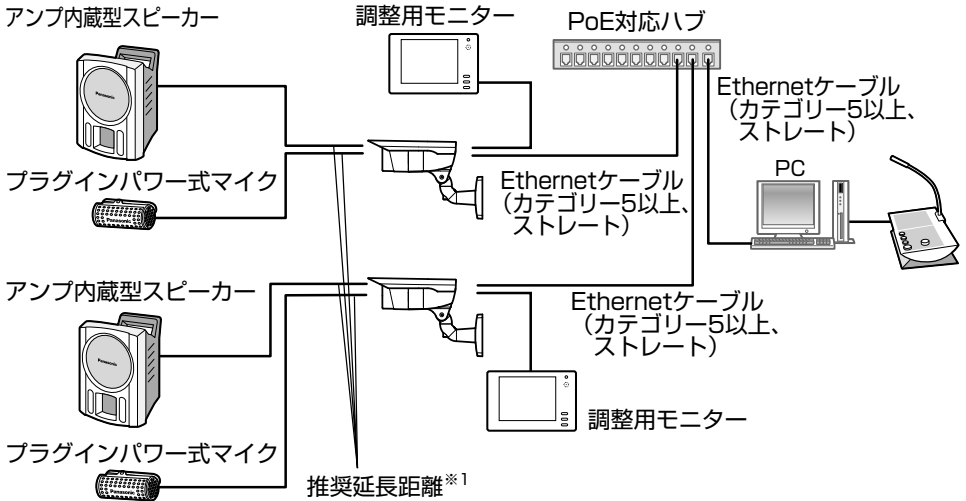 アンプ内蔵型スピーカー
調整用モニター
PoE対応ハブ
Panasonic
Ethernetケーブル
（カテゴリー5以上、
ストレート）
プラグインパワー式マイク
Panasonic
Ethernetケーブル
（カテゴリー5以上、
ストレート）
PC
アンプ内蔵型スピーカー
Panasonic
Ethernetケーブル
（カテゴリー5以上、
ストレート）
調整用モニター
プラグインパワー式マイク
Panasonic
推奨延長距離※1